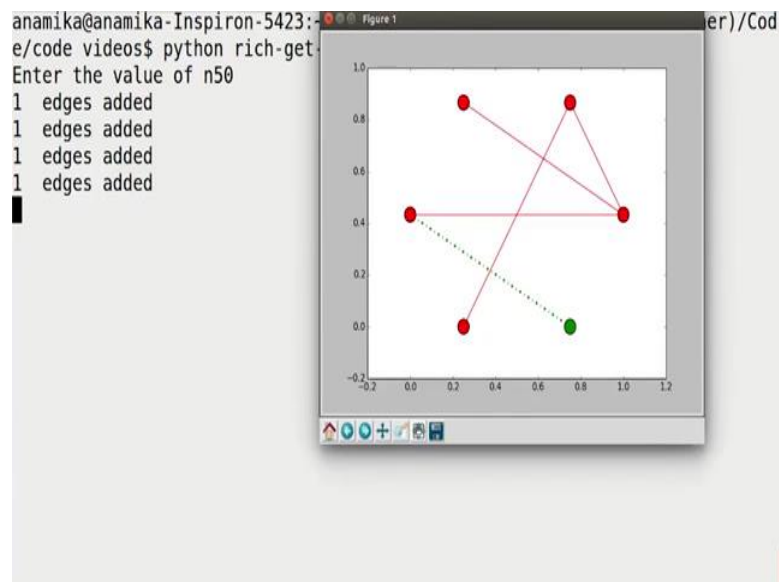 anamika@anamika-Inspiron-5423:~
er)/Cod
e/code videos$ python rich-get-
Enter the value of n50
1 edges added
1 edges added
1 edges added
1 edges added
Figure 1
1.0
0.8
0.6
0.4
0.2
0.0
-0.2
-0.2 0.0 0.2 0.4 0.6 0.8 1.0 1.2